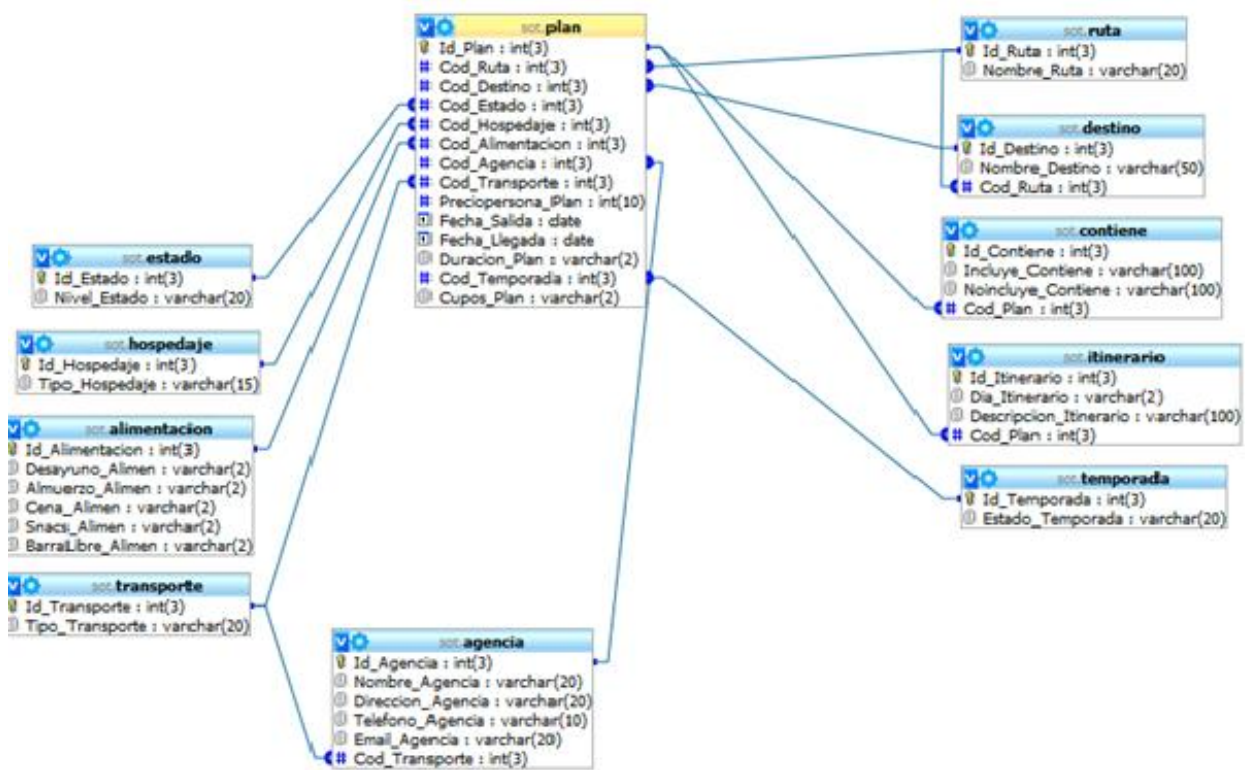 sot.plan
Id_Plan : int(3)
Cod_Ruta : int(3)
Cod_Destino : int(3)
Cod_Estado : int(3)
Cod_Hospedaje : int(3)
Cod_Alimentacion : int(3)
Cod_Agencia : int(3)
Cod_Transporte : int(3)
Preciopersona_Plan : int(10)
Fecha_Salida : date
Fecha_Llegada : date
Duracion_Plan : varchar(2)
Cod_Temporada : int(3)
Cupos_Plan : varchar(2)
sot.ruta
Id_Ruta : int(3)
Nombre_Ruta : varchar(20)
sot.destino
Id_Destino : int(3)
Nombre_Destino : varchar(50)
Cod_Ruta : int(3)
sot.contiene
Id_Contiene : int(3)
Incluye_Contiene : varchar(100)
Noincluye_Contiene : varchar(100)
Cod_Plan : int(3)
sot.itinerario
Id_Itinerario : int(3)
Dia_Itinerario : varchar(2)
Descripcion_Itinerario : varchar(100)
Cod_Plan : int(3)
sot.temporada
Id_Temporada : int(3)
Estado_Temporada : varchar(20)
sot.estado
Id_Estado : int(3)
Nivel_Estado : varchar(20)
sot.hospedaje
Id_Hospedaje : int(3)
Tipo_Hospedaje : varchar(15)
sot.alimentacion
Id_Alimentacion : int(3)
Desayuno_Alimen : varchar(2)
Almuerzo_Alimen : varchar(2)
Cena_Alimen : varchar(2)
Snacs_Alimen : varchar(2)
BarraLibre_Alimen : varchar(2)
sot.transporte
Id_Transporte : int(3)
Tipo_Transporte : varchar(20)
sot.agencia
Id_Agencia : int(3)
Nombre_Agencia : varchar(20)
Direccion_Agencia : varchar(20)
Telefono_Agencia : varchar(10)
Email_Agencia : varchar(20)
Cod_Transporte : int(3)